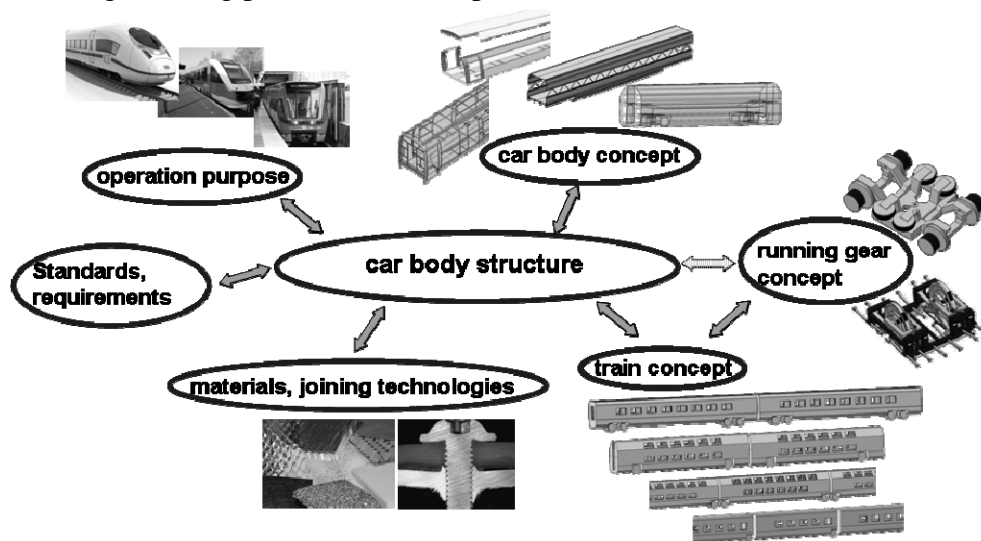 car body concept
operation purpose
Standards,
requirements
car body structure
running gear
concept
materials, joining technologies
train concept